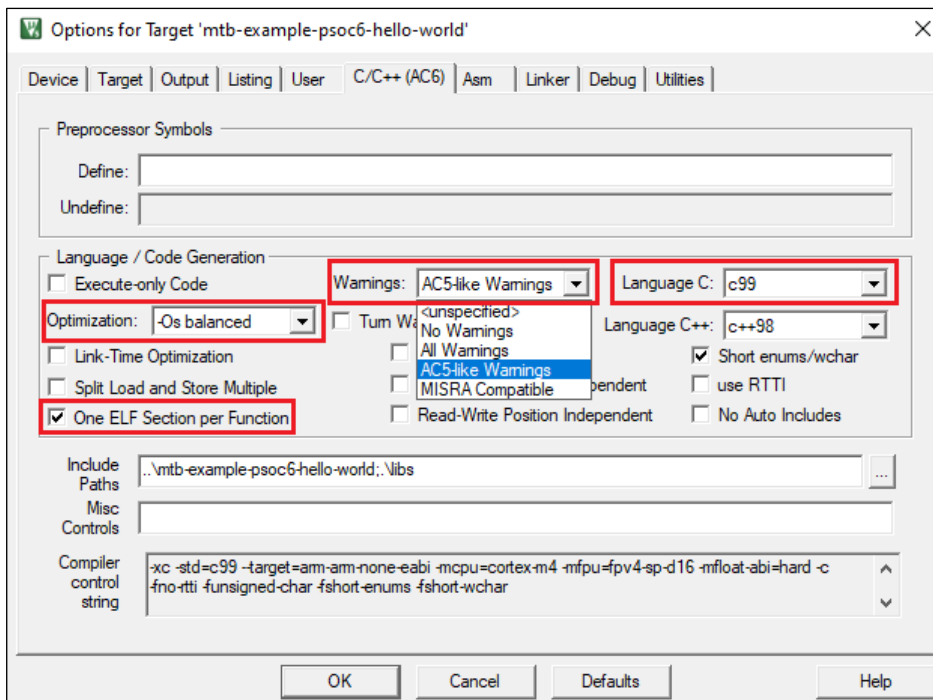 Options for Target 'mtb-example-psoc6-hello-world'
Device Target Output Listing User C/C++ (AC6) Asm Linker Debug Utilities
Preprocessor Symbols
Define:
Undefine:
Language / Code Generation
Execute-only Code Warnings: AC5-like Warnings Language C: c99
<unspecified>
Optimization: -Os balanced Turn Wa Language C++: c++98
No Warnings
Link-Time Optimization All Warnings Short enums/wchar
AC5-like Warnings
Split Load and Store Multiple MISRA Compatible pendent use RTTI
One ELF Section per Function Read-Write Position Independent No Auto Includes
Include
Paths
..\mtb-example-psoc6-hello-world;.\libs
...
Misc
Controls
Compiler
control
string
-xc -std=c99 --target=arm-arm-none-eabi -mcpu=cortex-m4 -mfpu=fpv4-sp-d16 -mfloat-abi=hard -c
-fno-rtti -funsigned-char -fshort-enums -fshort-wchar
OK Cancel Defaults Help